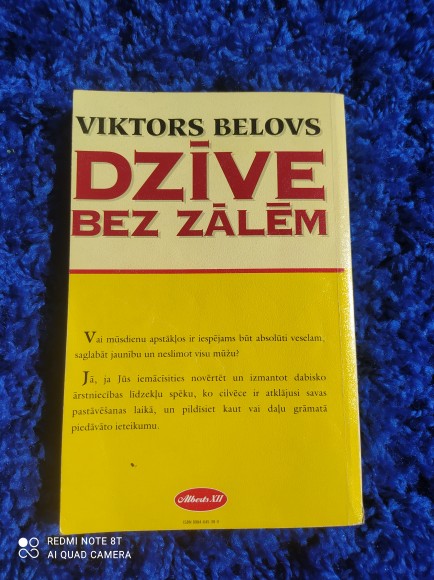 VIKTORS BELOVS
DZĪVE
BEZ ZĀLĒM
Vai mūsdienu apstākļos ir iespējams būt absolūti veselam,
saglabāt jaunību un neslimot visu mūžu?
Jā, ja Jūs iemācīsities novērtēt un izmantot dabisko
ārstniecības līdzekļu spēku, ko cilvēce ir atklājusi savas
pastāvēšanas laikā, un pildīsiet kaut vai daļu grāmatā
piedāvāto ieteikumu.
Alberts XII
REDMI NOTE 8T
AI QUAD CAMERA